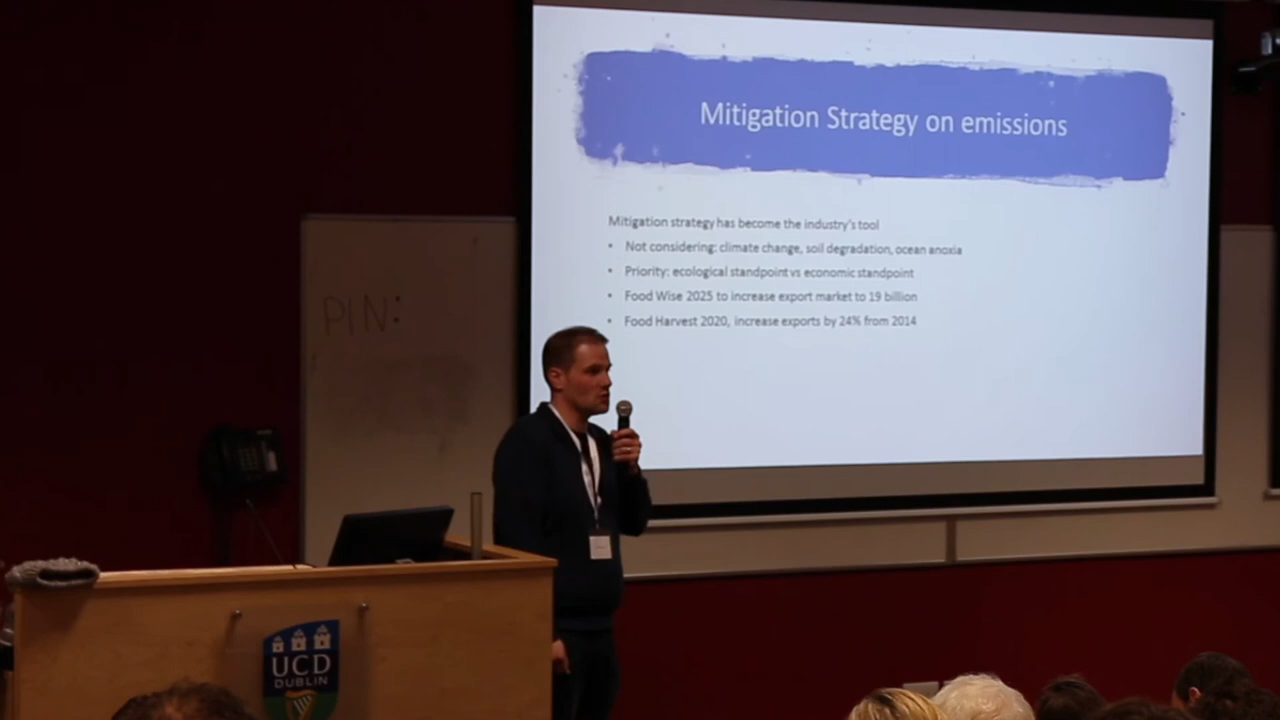 Mitigation Strategy on emissions
Mitigation strategy has become the industry's tool
• Not considering: climate change, soil degradation, ocean anoxia
• Priority: ecological standpoint vs economic standpoint
• Food Wise 2025 to increase export market to 19 billion
• Food Harvest 2020, increase exports by 24% from 2014
PIN:
UCD
DUBLIN